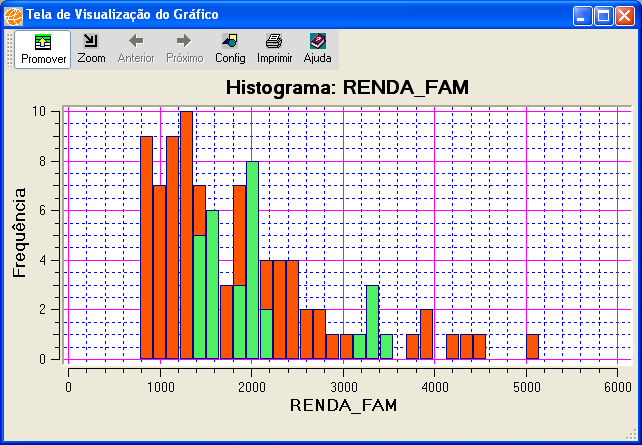 Tela de Visualização do Gráfico
Promover Zoom Anterior Próximo Config Imprimir Ajuda
Histograma: RENDA_FAM
10
8
6
4
2
0
Frequência
0 1000 2000 3000 4000 5000 6000
RENDA_FAM